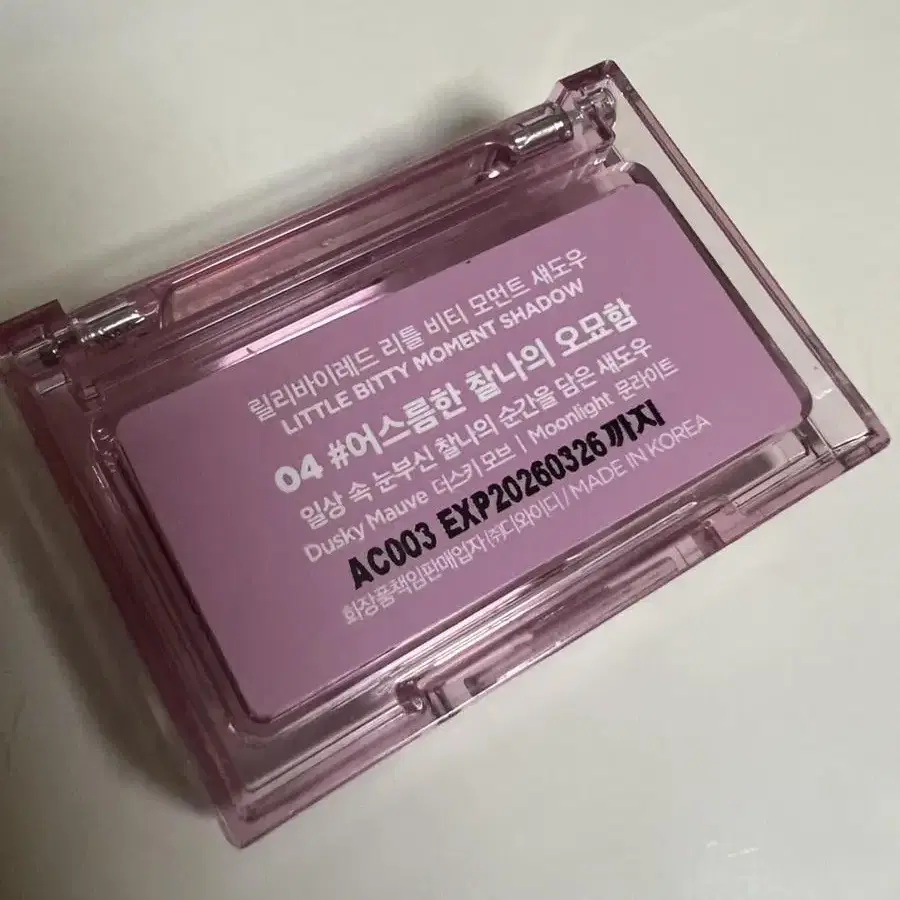 릴리바이레드 리틀 비티 모먼트 섀도우
LITTLE BITTY MOMENT SHADOW
04 #어스름한 찰나의 오묘함
일상 속 눈부신 찰나의 순간을 담은 섀도우
Dusky Mauve 더스키 모브 | Moonlight 문라이트
AC003 EXP20260326까지
화장품책임판매업자 ㈜디와이디 / MADE IN KOREA